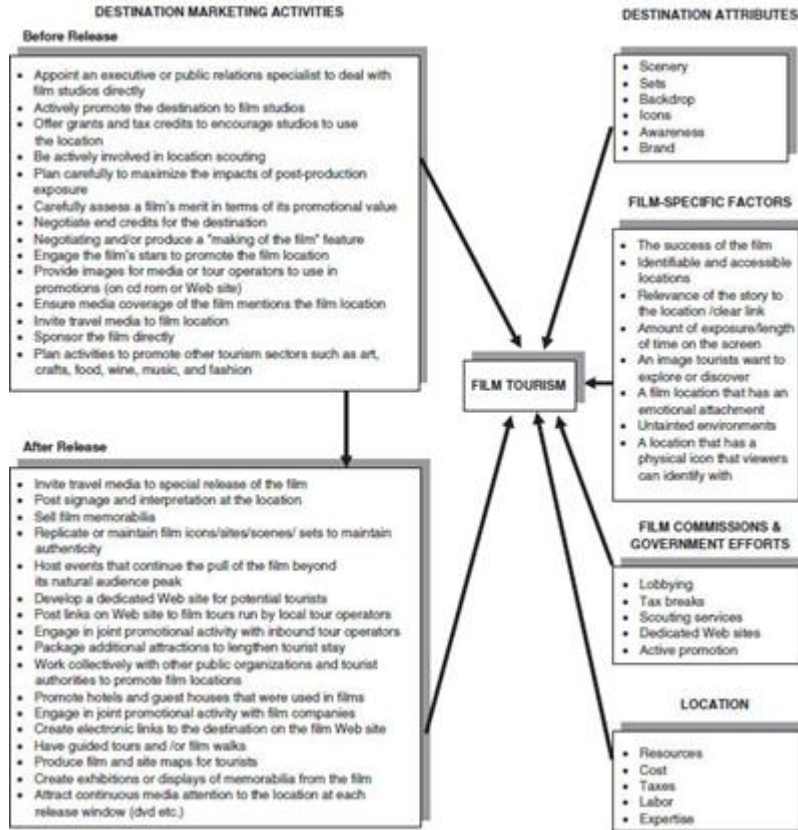 DESTINATION MARKETING ACTIVITIES
Before Release
• Appoint an executive or public relations specialist to deal with
film studios directly
• Actively promote the destination to film studios
• Offer grants and tax credits to encourage studios to use
the location
• Be actively involved in location scouting
• Plan carefully to maximize the impacts of post-production
exposure
• Carefully assess a film's merit in terms of its promotional value
• Negotiate end credits for the destination
• Negotiating and/or produce a "making of the film" feature
• Engage the film's stars to promote the film location
• Provide images for media or tour operators to use in
promotions (on cd rom or Web site)
• Ensure media coverage of the film mentions the film location
• Invite travel media to film location
• Sponsor the film directly
• Plan activities to promote other tourism sectors such as art,
crafts, food, wine, music, and fashion
After Release
• Invite travel media to special release of the film
• Post signage and interpretation at the location
• Sell film memorabilia
• Replicate or maintain film icons/sites/scenes/ sets to maintain
authenticity
• Host events that continue the pull of the film beyond
its natural audience peak
• Develop a dedicated Web site for potential tourists
• Post links on Web site to film tours run by local tour operators
• Engage in joint promotional activity with inbound tour operators
• Package additional attractions to lengthen tourist stay
• Work collectively with other public organizations and tourist
authorities to promote film locations
• Promote hotels and guest houses that were used in films
• Engage in joint promotional activity with film companies
• Create electronic links to the destination on the film Web site
• Have guided tours and /or film walks
• Produce film and site maps for tourists
• Create exhibitions or displays of memorabilia from the film
• Attract continuous media attention to the location at each
release window (dvd etc.)
FILM TOURISM
DESTINATION ATTRIBUTES
• Scenery
• Sets
• Backdrop
• Icons
• Awareness
• Brand
FILM-SPECIFIC FACTORS
• The success of the film
• Identifiable and accessible
locations
• Relevance of the story to
the location /clear link
• Amount of exposure/length
of time on the screen
• An image tourists want to
explore or discover
• A film location that has an
emotional attachment
• Untainted environments
• A location that has a
physical icon that viewers
can identify with
FILM COMMISSIONS &
GOVERNMENT EFFORTS
• Lobbying
• Tax breaks
• Scouting services
• Dedicated Web sites
• Active promotion
LOCATION
• Resources
• Cost
• Taxes
• Labor
• Expertise